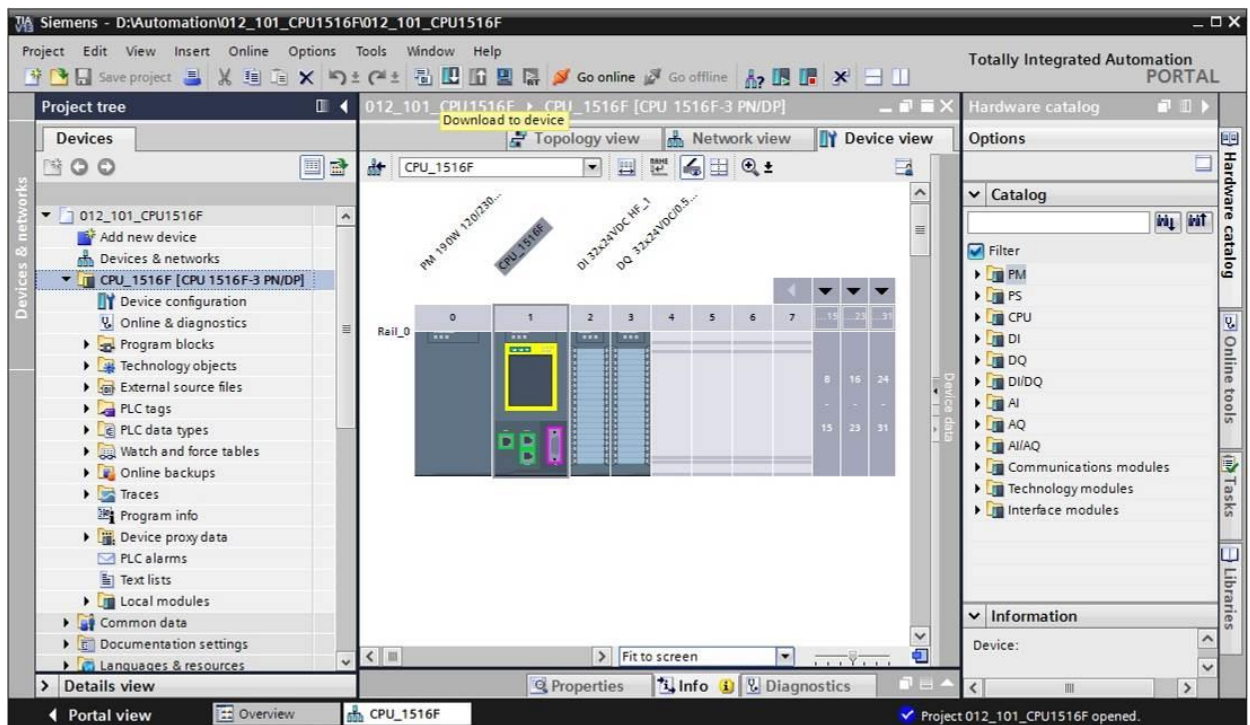 Siemens - D:\Automation\012_101_CPU1516F\012_101_CPU1516F
Project Edit View Insert Online Options Tools Window Help
Totally Integrated Automation
PORTAL
Save project Go online Go offline
Project tree
012_101_CPU1516F ▸ CPU_1516F [CPU 1516F-3 PN/DP]
Hardware catalog
Download to device
Devices
Topology view Network view Device view
Options
CPU_1516F
Devices & networks
012_101_CPU1516F
Add new device
Devices & networks
CPU_1516F [CPU 1516F-3 PN/DP]
Device configuration
Online & diagnostics
Program blocks
Technology objects
External source files
PLC tags
PLC data types
Watch and force tables
Online backups
Traces
Program info
Device proxy data
PLC alarms
Text lists
Local modules
Common data
Documentation settings
Languages & resources
Details view
PM 190W 120/230...
CPU_1516F
DI 32x24VDC HF_1
DQ 32x24VDC/0.5...
Rail_0
0 1 2 3 4 5 6 7 ...15 ...23 ...31
8 16 24
- - -
15 23 31
Device data
Fit to screen
Properties Info Diagnostics
Catalog
Filter
PM
PS
CPU
DI
DQ
DI/DQ
AI
AQ
AI/AQ
Communications modules
Technology modules
Interface modules
Information
Device:
Hardware catalog
Online tools
Tasks
Libraries
Portal view Overview CPU_1516F
Project 012_101_CPU1516F opened.